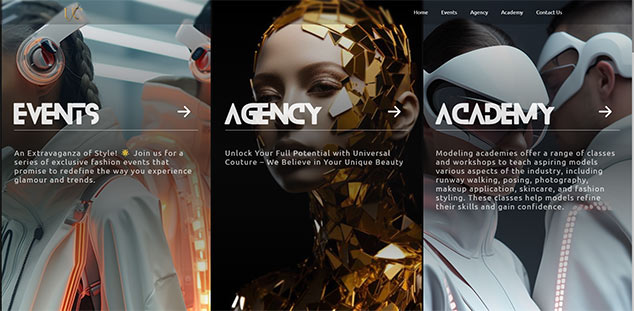 Home Events Agency Academy Contact Us
EVENTS
An Extravaganza of Style! 🌟 Join us for a
series of exclusive fashion events that
promise to redefine the way you experience
glamour and trends.
AGENCY
Unlock Your Full Potential with Universal
Couture – We Believe in Your Unique Beauty
ACADEMY
Modeling academies offer a range of classes
and workshops to teach aspiring models
various aspects of the industry, including
runway walking, posing, photography,
makeup application, skincare, and fashion
styling. These classes help models refine
their skills and gain confidence.